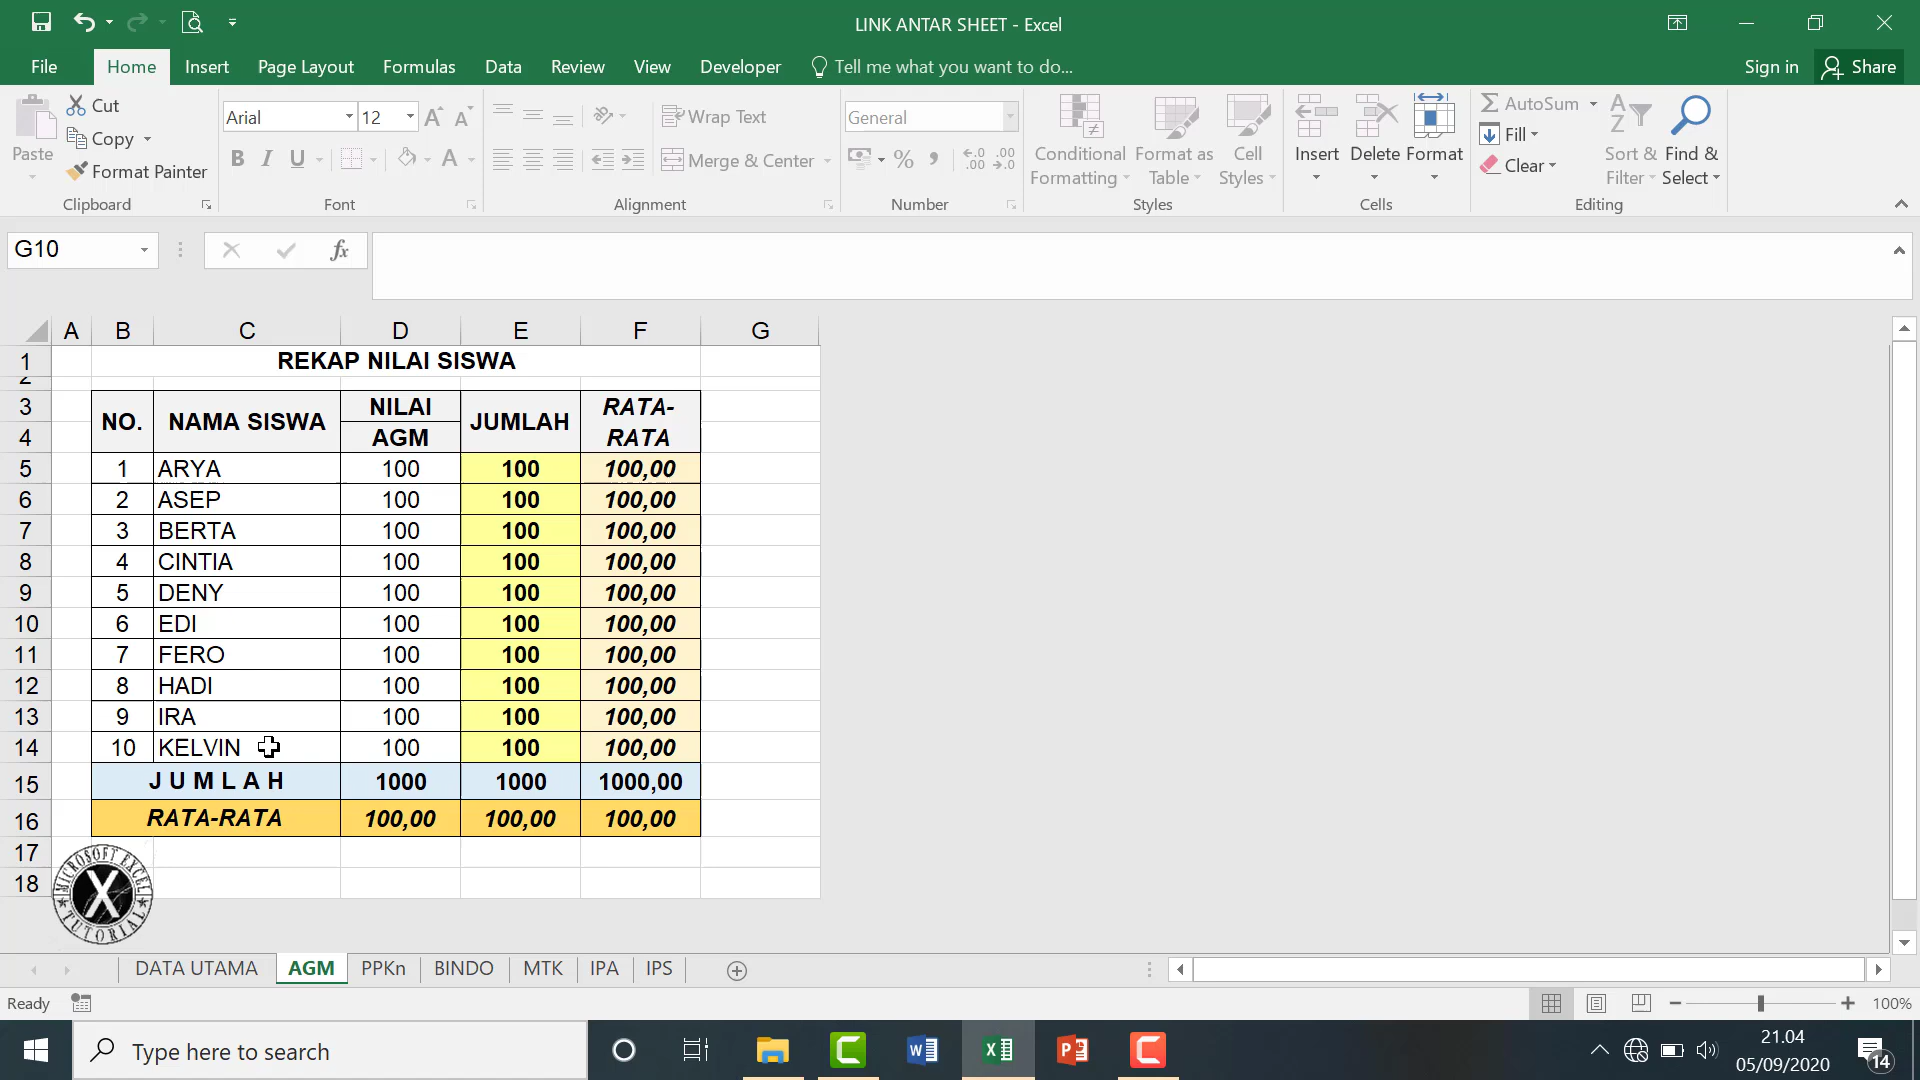 LINK ANTAR SHEET - Excel
File Home Insert Page Layout Formulas Data Review View Developer Tell me what you want to do... Sign in Share
Paste
Cut
Copy
Format Painter
Clipboard
Arial 12
B I U
Font
Wrap Text
Merge & Center
Alignment
General
Number
Conditional Formatting
Format as Table
Cell Styles
Styles
Insert Delete Format
Cells
AutoSum
Fill
Clear
Sort & Filter
Find & Select
Editing
G10
fx
A B C D E F G
1 REKAP NILAI SISWA
2
3 NO. NAMA SISWA NILAI JUMLAH RATA-
4 AGM RATA
5 1 ARYA 100 100 100,00
6 2 ASEP 100 100 100,00
7 3 BERTA 100 100 100,00
8 4 CINTIA 100 100 100,00
9 5 DENY 100 100 100,00
10 6 EDI 100 100 100,00
11 7 FERO 100 100 100,00
12 8 HADI 100 100 100,00
13 9 IRA 100 100 100,00
14 10 KELVIN 100 100 100,00
15 J U M L A H 1000 1000 1000,00
16 RATA-RATA 100,00 100,00 100,00
17
18
MICROSOFT EXCEL
X
TUTORIAL
DATA UTAMA AGM PPKn BINDO MTK IPA IPS
Ready 100%
Type here to search
21.04
05/09/2020
14